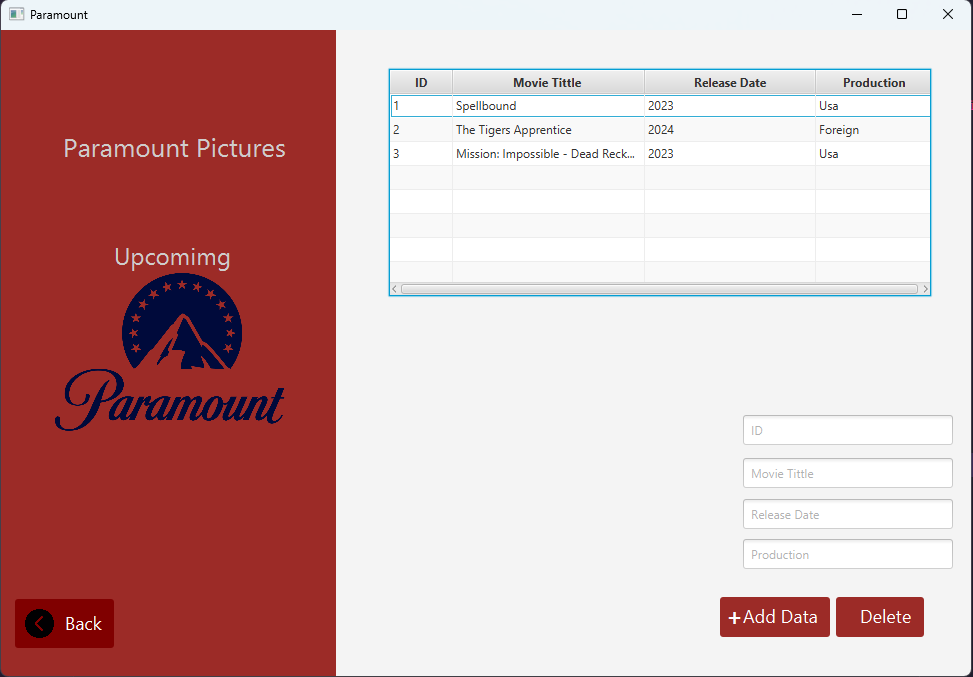 Paramount
Paramount Pictures
Upcomimg
Paramount
Back
ID Movie Tittle Release Date Production
1 Spellbound 2023 Usa
2 The Tigers Apprentice 2024 Foreign
3 Mission: Impossible - Dead Reck... 2023 Usa
ID
Movie Tittle
Release Date
Production
+Add Data Delete